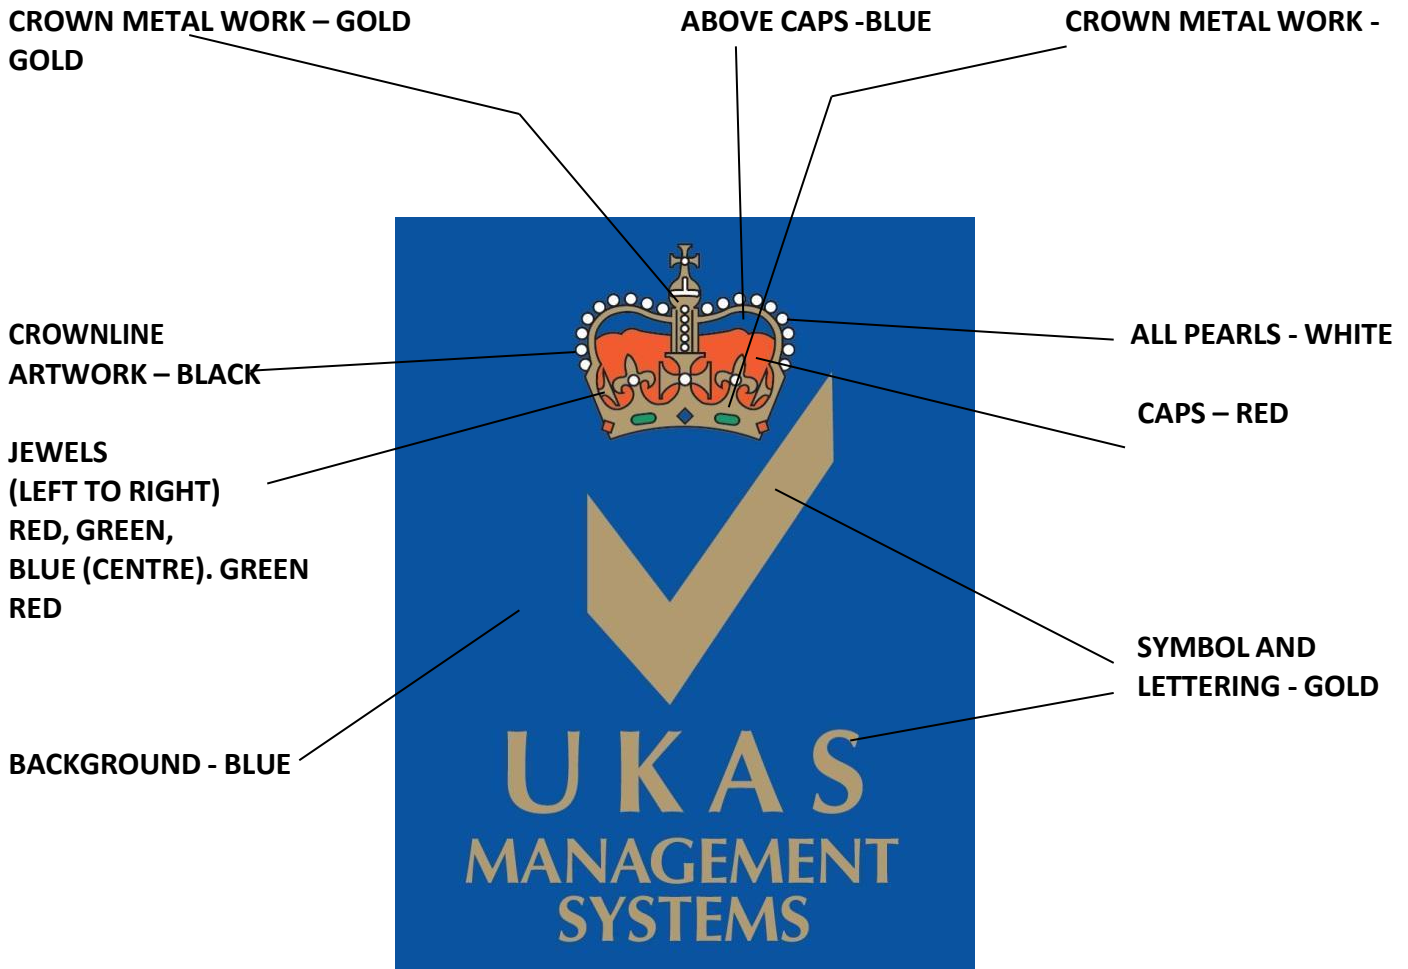 CROWN METAL WORK – GOLD ABOVE CAPS -BLUE CROWN METAL WORK -
GOLD
CROWNLINE
ARTWORK – BLACK
ALL PEARLS - WHITE
CAPS – RED
JEWELS
(LEFT TO RIGHT)
RED, GREEN,
BLUE (CENTRE). GREEN
RED
SYMBOL AND
LETTERING - GOLD
BACKGROUND - BLUE
UKAS
MANAGEMENT
SYSTEMS